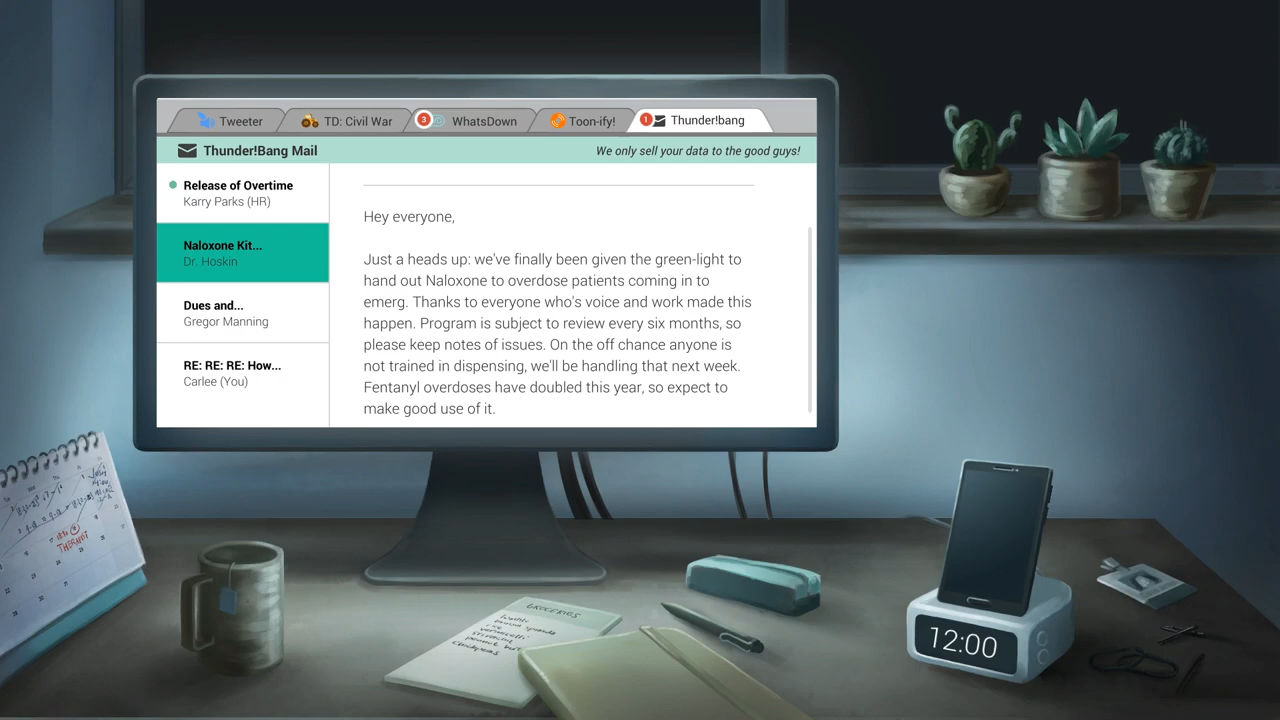 Tweeter
TD: Civil War
3
WhatsDown
Toon-ify!
1
Thunder!bang
Thunder!Bang Mail
We only sell your data to the good guys!
Release of Overtime
Karry Parks (HR)
Naloxone Kit...
Dr. Hoskin
Dues and...
Gregor Manning
RE: RE: RE: How...
Carlee (You)
Hey everyone,
Just a heads up: we've finally been given the green-light to
hand out Naloxone to overdose patients coming in to
emerg. Thanks to everyone who's voice and work made this
happen. Program is subject to review every six months, so
please keep notes of issues. On the off chance anyone is
not trained in dispensing, we'll be handling that next week.
Fentanyl overdoses have doubled this year, so expect to
make good use of it.
THERAPIST
GROCERIES
vermicelli
chickpeas
12:00